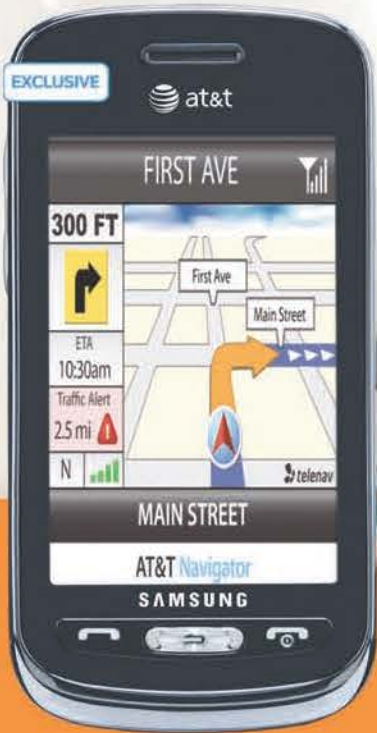 EXCLUSIVE
at&t
FIRST AVE
300 FT
First Ave
Main Street
ETA
10:30am
Traffic Alert
2.5 mi
N
telenav
MAIN STREET
AT&T Navigator
SAMSUNG